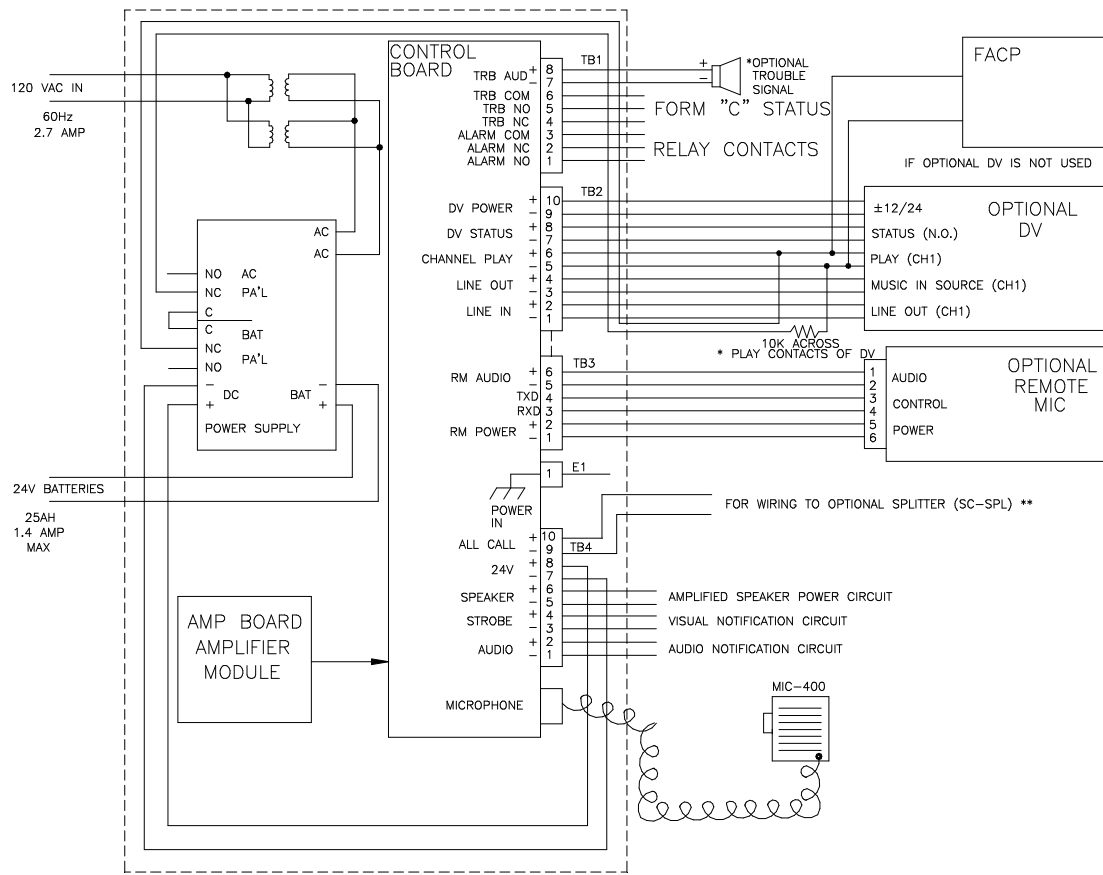 120 VAC IN
60Hz
2.7 AMP
CONTROL
BOARD
TB1
TRB AUD + 8
− 7
TRB COM 6
TRB NO 5
TRB NC 4
ALARM COM 3
ALARM NC 2
ALARM NO 1
+
−
*OPTIONAL
TROUBLE
SIGNAL
FORM "C" STATUS
RELAY CONTACTS
FACP
IF OPTIONAL DV IS NOT USED
TB2
DV POWER + 10
− 9
DV STATUS + 8
− 7
CHANNEL PLAY + 6
− 5
LINE OUT + 4
− 3
LINE IN + 2
− 1
OPTIONAL
DV
±12/24
STATUS (N.O.)
PLAY (CH1)
MUSIC IN SOURCE (CH1)
LINE OUT (CH1)
10K ACROSS
* PLAY CONTACTS OF DV
AC
AC
NO AC
NC PA'L
C
C BAT
NC PA'L
NO
− DC
+
BAT −
+
POWER SUPPLY
24V BATTERIES
25AH
1.4 AMP
MAX
TB3
RM AUDIO + 6
− 5
TXD 4
RXD 3
RM POWER + 2
− 1
OPTIONAL
REMOTE
MIC
1 AUDIO
2
3 CONTROL
4
5 POWER
6
1 E1
POWER
IN
FOR WIRING TO OPTIONAL SPLITTER (SC-SPL) **
TB4
ALL CALL + 10
− 9
24V + 8
− 7
SPEAKER + 6
− 5
STROBE + 4
− 3
AUDIO + 2
− 1
AMPLIFIED SPEAKER POWER CIRCUIT
VISUAL NOTIFICATION CIRCUIT
AUDIO NOTIFICATION CIRCUIT
AMP BOARD
AMPLIFIER
MODULE
MICROPHONE
MIC-400